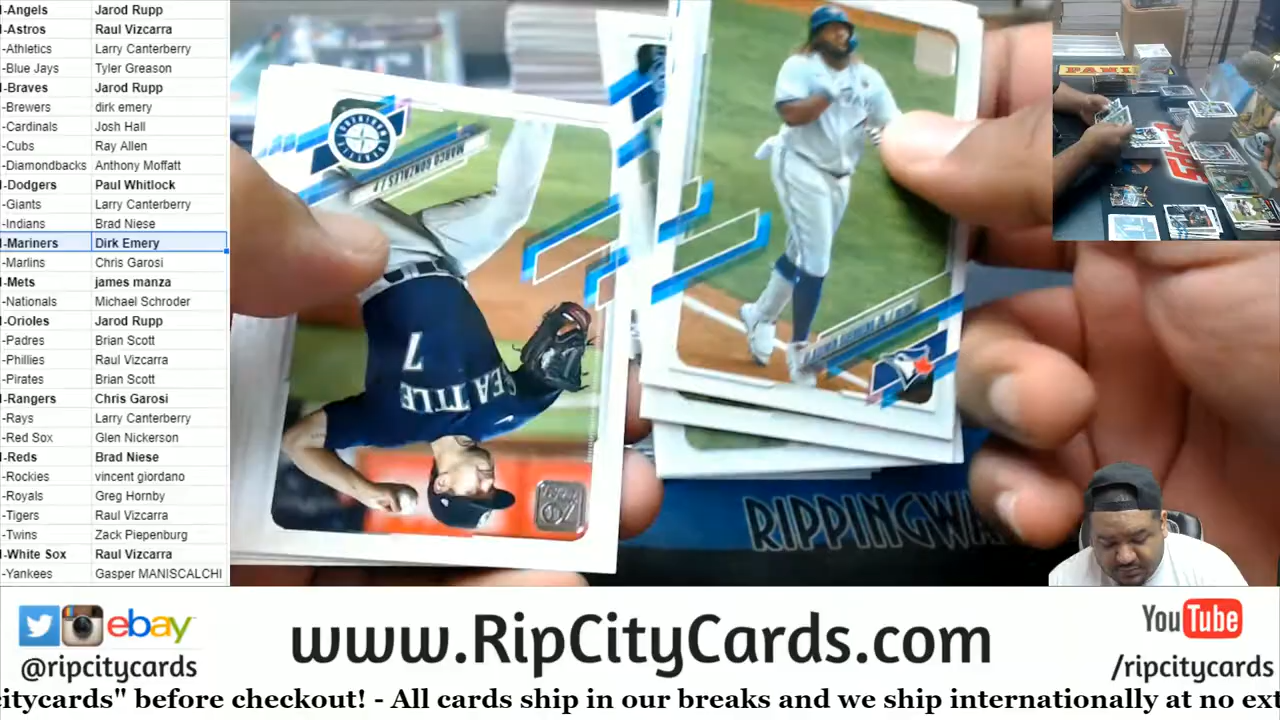 -Angels Jarod Rupp
-Astros Raul Vizcarra
-Athletics Larry Canterberry
-Blue Jays Tyler Greason
-Braves Jarod Rupp
-Brewers dirk emery
-Cardinals Josh Hall
-Cubs Ray Allen
-Diamondbacks Anthony Moffatt
-Dodgers Paul Whitlock
-Giants Larry Canterberry
-Indians Brad Niese
-Mariners Dirk Emery
-Marlins Chris Garosi
-Mets james manza
-Nationals Michael Schroder
-Orioles Jarod Rupp
-Padres Brian Scott
-Phillies Raul Vizcarra
-Pirates Brian Scott
-Rangers Chris Garosi
-Rays Larry Canterberry
-Red Sox Glen Nickerson
-Reds Brad Niese
-Rockies vincent giordano
-Royals Greg Hornby
-Tigers Raul Vizcarra
-Twins Zack Piepenburg
-White Sox Raul Vizcarra
-Yankees Gasper MANISCALCHI
MARCO GONZALES / P
SEATTLE
7
PANINI
RIPPINGWA
ebay
@ripcitycards
www.RipCityCards.com
YouTube
/ripcitycards
citycards" before checkout! - All cards ship in our breaks and we ship internationally at no ext